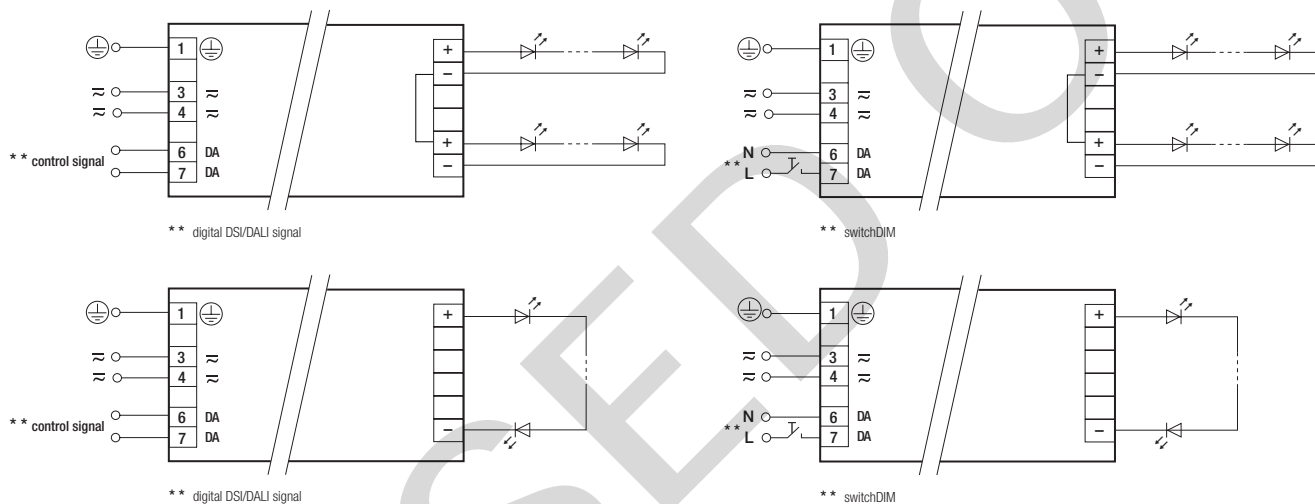 1
3
4
6 DA
7 DA
** control signal
+
−
+
−
** digital DSI/DALI signal
1
3
4
N 6 DA
** L 7 DA
+
−
+
−
** switchDIM
1
3
4
6 DA
7 DA
** control signal
+
−
** digital DSI/DALI signal
1
3
4
N 6 DA
** L 7 DA
+
−
** switchDIM